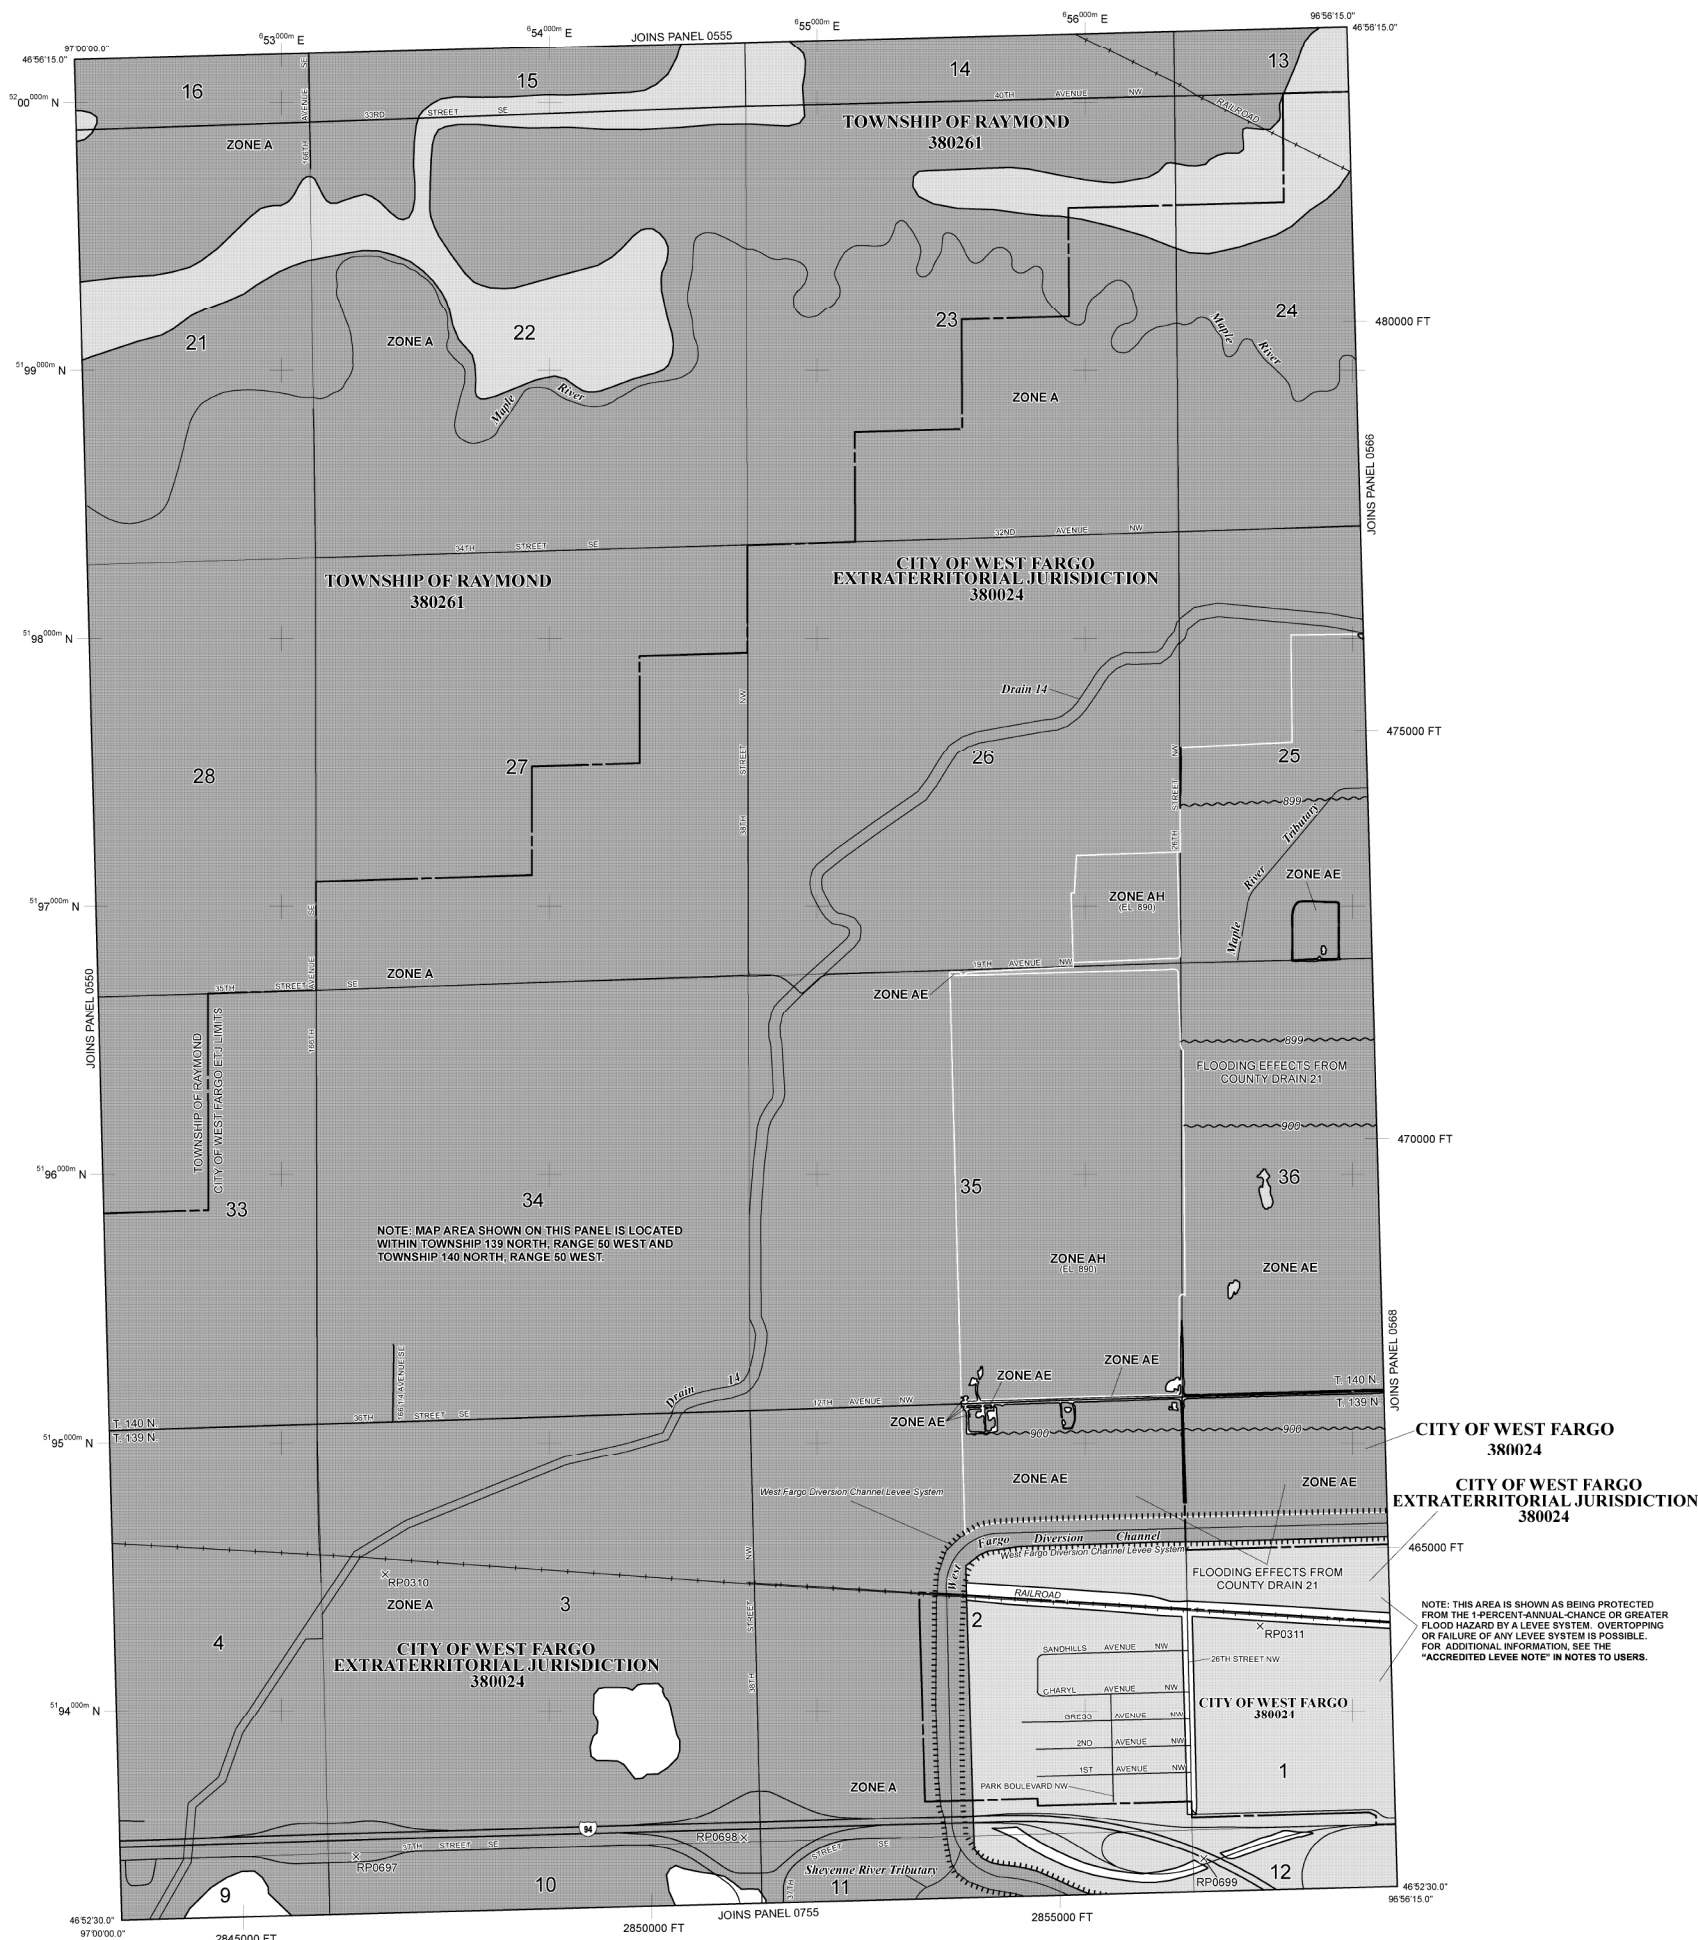 97°00'00.0"
46°56'15.0"
6 53 000m E
6 54 000m E
JOINS PANEL 0555
6 55 000m E
6 56 000m E
96°56'15.0"
46°56'15.0"
52 00 000m N
16
15
14
13
AVENUE SE
166TH
33RD STREET SE
40TH AVENUE NW
RAILROAD
ZONE A
TOWNSHIP OF RAYMOND
380261
21
ZONE A
22
23
24
Maple River
480000 FT
51 99 000m N
Maple River
ZONE A
JOINS PANEL 0566
34TH STREET SE
32ND AVENUE NW
TOWNSHIP OF RAYMOND
380261
CITY OF WEST FARGO
EXTRATERRITORIAL JURISDICTION
380024
51 98 000m N
Drain 14
38TH STREET NW
26TH STREET NW
475000 FT
28
27
26
25
899
Maple River Tributary
ZONE AE
ZONE AH
(EL 890)
51 97 000m N
166TH AVENUE SE
ZONE A
19TH AVENUE NW
35TH STREET SE
ZONE AE
JOINS PANEL 0550
TOWNSHIP OF RAYMOND
CITY OF WEST FARGO ETJ LIMITS
166TH
899
FLOODING EFFECTS FROM
COUNTY DRAIN 21
900
470000 FT
51 96 000m N
33
34
35
36
NOTE: MAP AREA SHOWN ON THIS PANEL IS LOCATED
WITHIN TOWNSHIP 139 NORTH, RANGE 50 WEST AND
TOWNSHIP 140 NORTH, RANGE 50 WEST.
ZONE AH
(EL 890)
ZONE AE
JOINS PANEL 0568
166 1/4 AVENUE SE
Drain 14
ZONE AE
ZONE AE
T. 140 N.
T. 139 N.
36TH STREET SE
12TH AVENUE NW
T. 140 N.
T. 139 N.
ZONE AE
51 95 000m N
900
900
CITY OF WEST FARGO
380024
ZONE AE
ZONE AE
West Fargo Diversion Channel Levee System
CITY OF WEST FARGO
EXTRATERRITORIAL JURISDICTION
380024
West Fargo Diversion Channel
West Fargo Diversion Channel Levee System
465000 FT
FLOODING EFFECTS FROM
COUNTY DRAIN 21
RP0310
ZONE A
3
4
38TH STREET NW
RAILROAD
2
RP0311
NOTE: THIS AREA IS SHOWN AS BEING PROTECTED
FROM THE 1-PERCENT-ANNUAL-CHANCE OR GREATER
FLOOD HAZARD BY A LEVEE SYSTEM. OVERTOPPING
OR FAILURE OF ANY LEVEE SYSTEM IS POSSIBLE.
FOR ADDITIONAL INFORMATION, SEE THE
"ACCREDITED LEVEE NOTE" IN NOTES TO USERS.
CITY OF WEST FARGO
EXTRATERRITORIAL JURISDICTION
380024
SANDHILLS AVENUE NW
26TH STREET NW
CHARYL AVENUE NW
CITY OF WEST FARGO
380024
51 94 000m N
GREGG AVENUE NW
2ND AVENUE NW
1ST AVENUE NW
1
PARK BOULEVARD NW
ZONE A
94
37TH STREET SE
RP0698
37TH STREET SE
RP0697
Sheyenne River Tributary
9
10
11
12
RP0699
46°52'30.0"
97°00'00.0"
2845000 FT
2850000 FT
JOINS PANEL 0755
2855000 FT
46°52'30.0"
96°56'15.0"